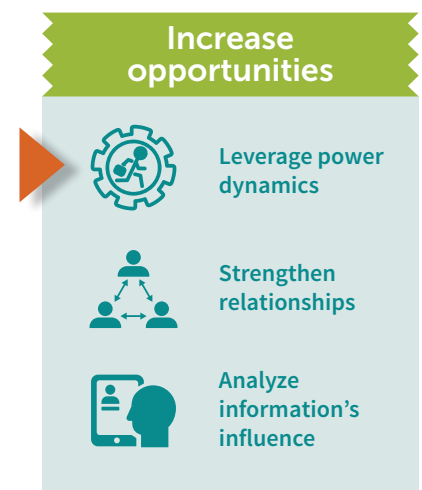 Increase
opportunities
Leverage power
dynamics
Strengthen
relationships
Analyze
information’s
influence